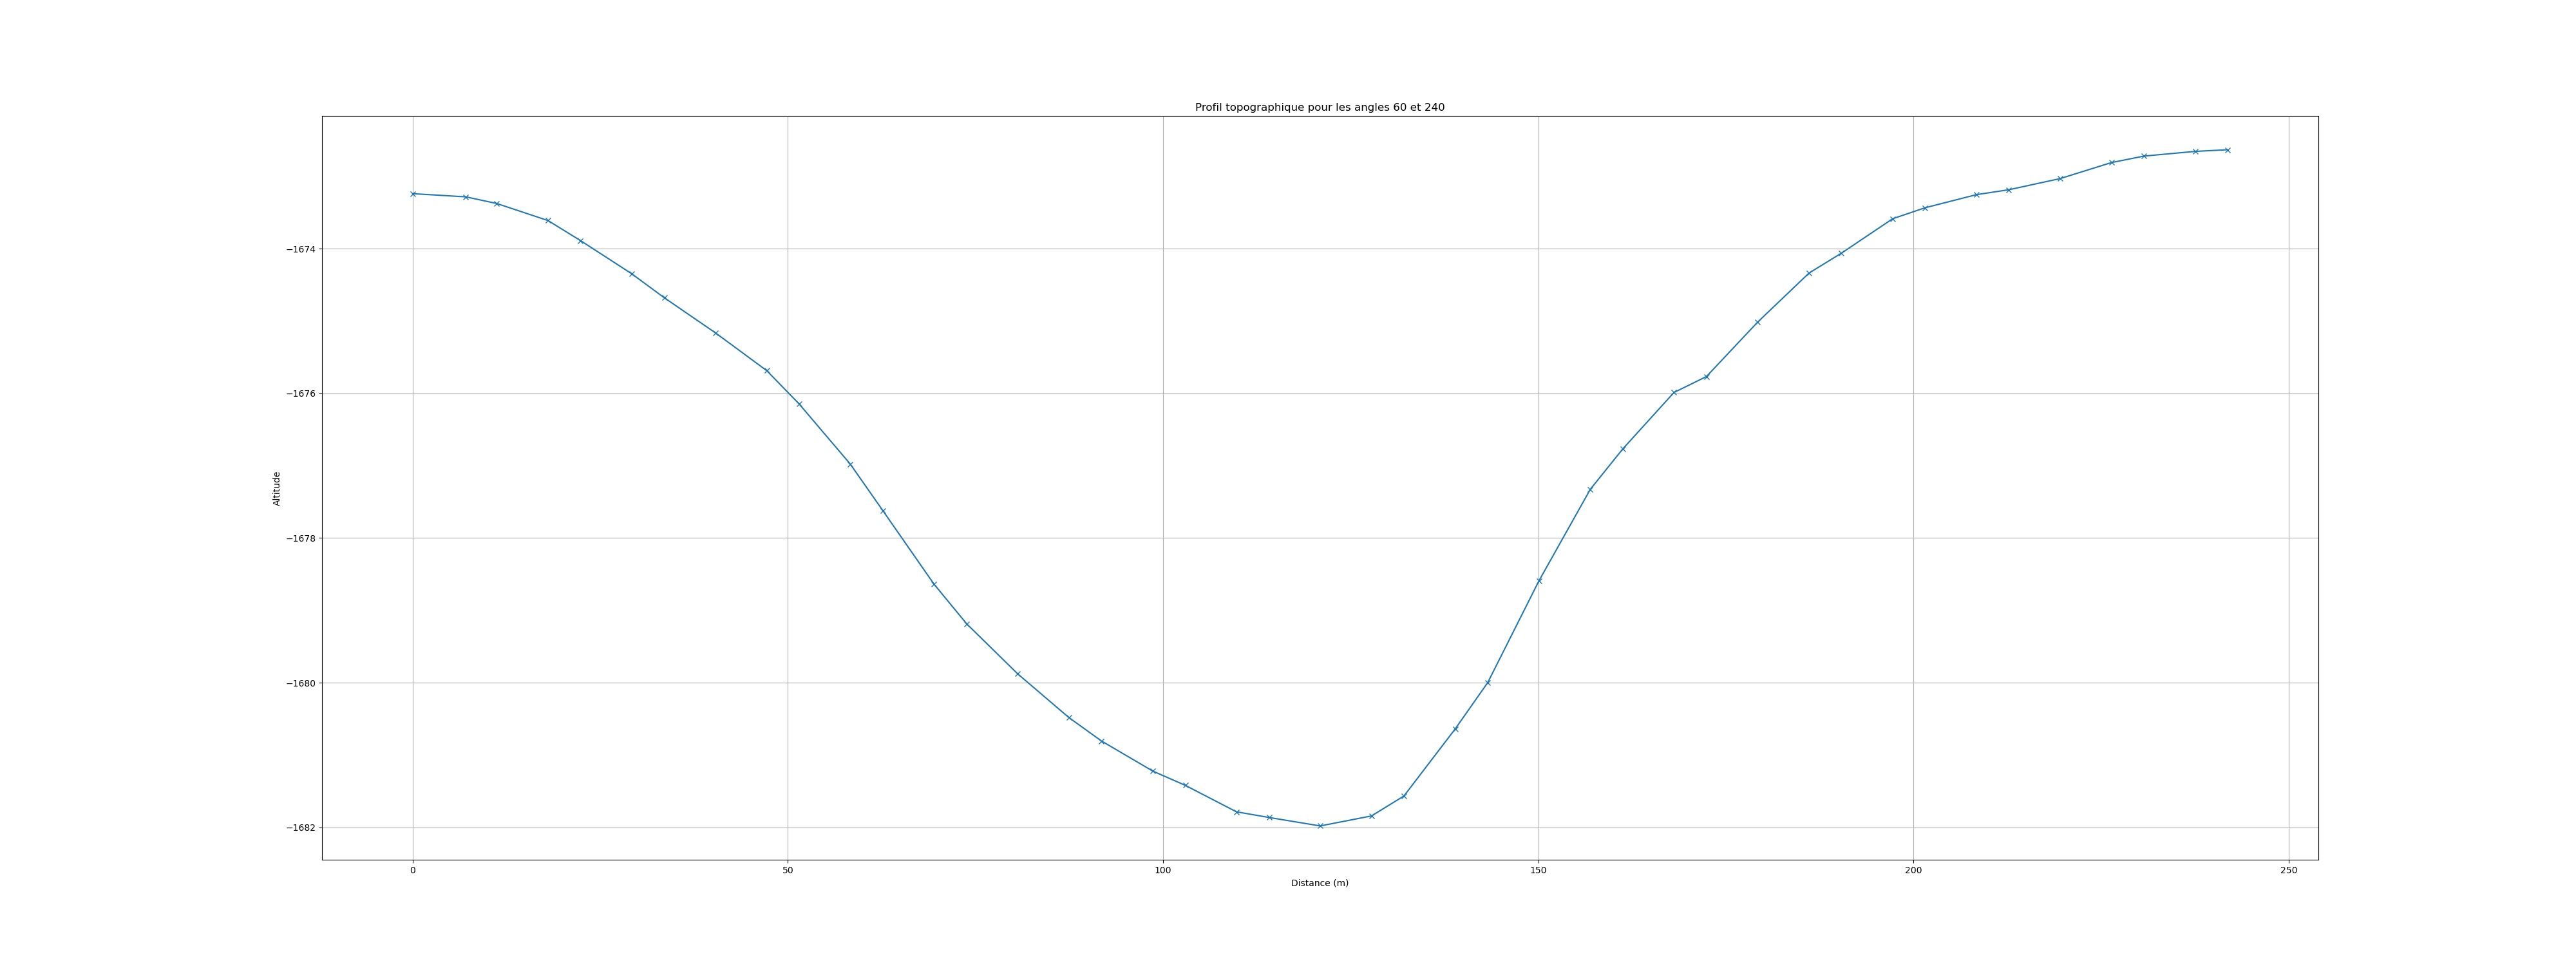 Profil topographique pour les angles 60 et 240
−1674
−1676
−1678
−1680
−1682
Altitude
0 50 100 150 200 250
Distance (m)